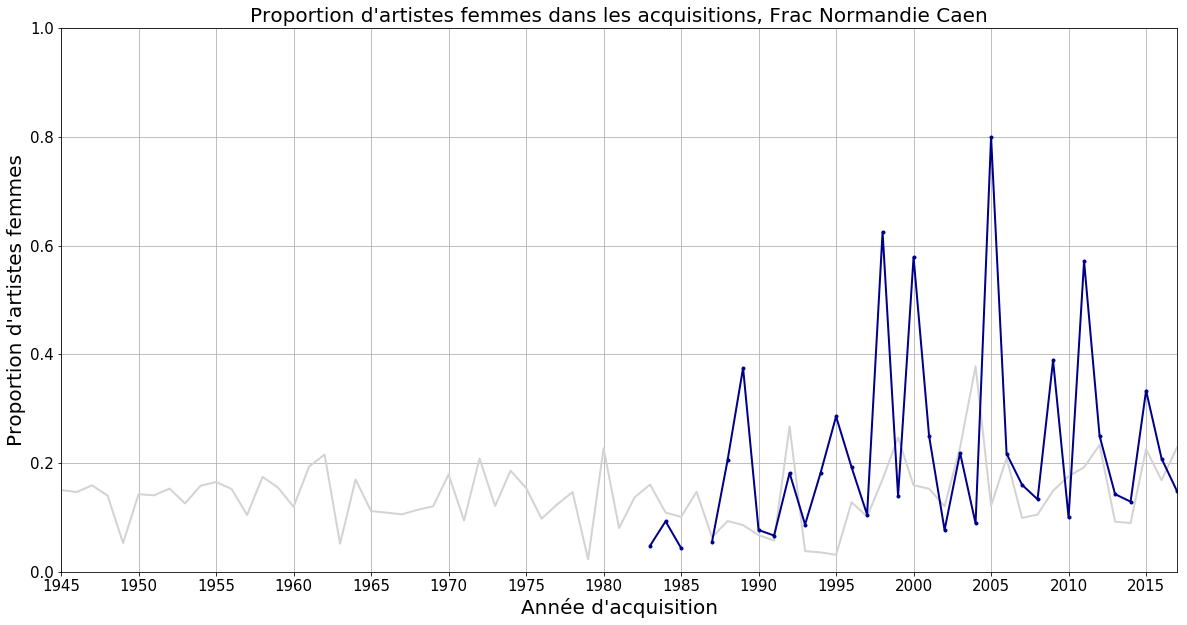 Proportion d'artistes femmes dans les acquisitions, Frac Normandie Caen
Proportion d'artistes femmes
1.0
0.8
0.6
0.4
0.2
0.0
1945 1950 1955 1960 1965 1970 1975 1980 1985 1990 1995 2000 2005 2010 2015
Année d'acquisition